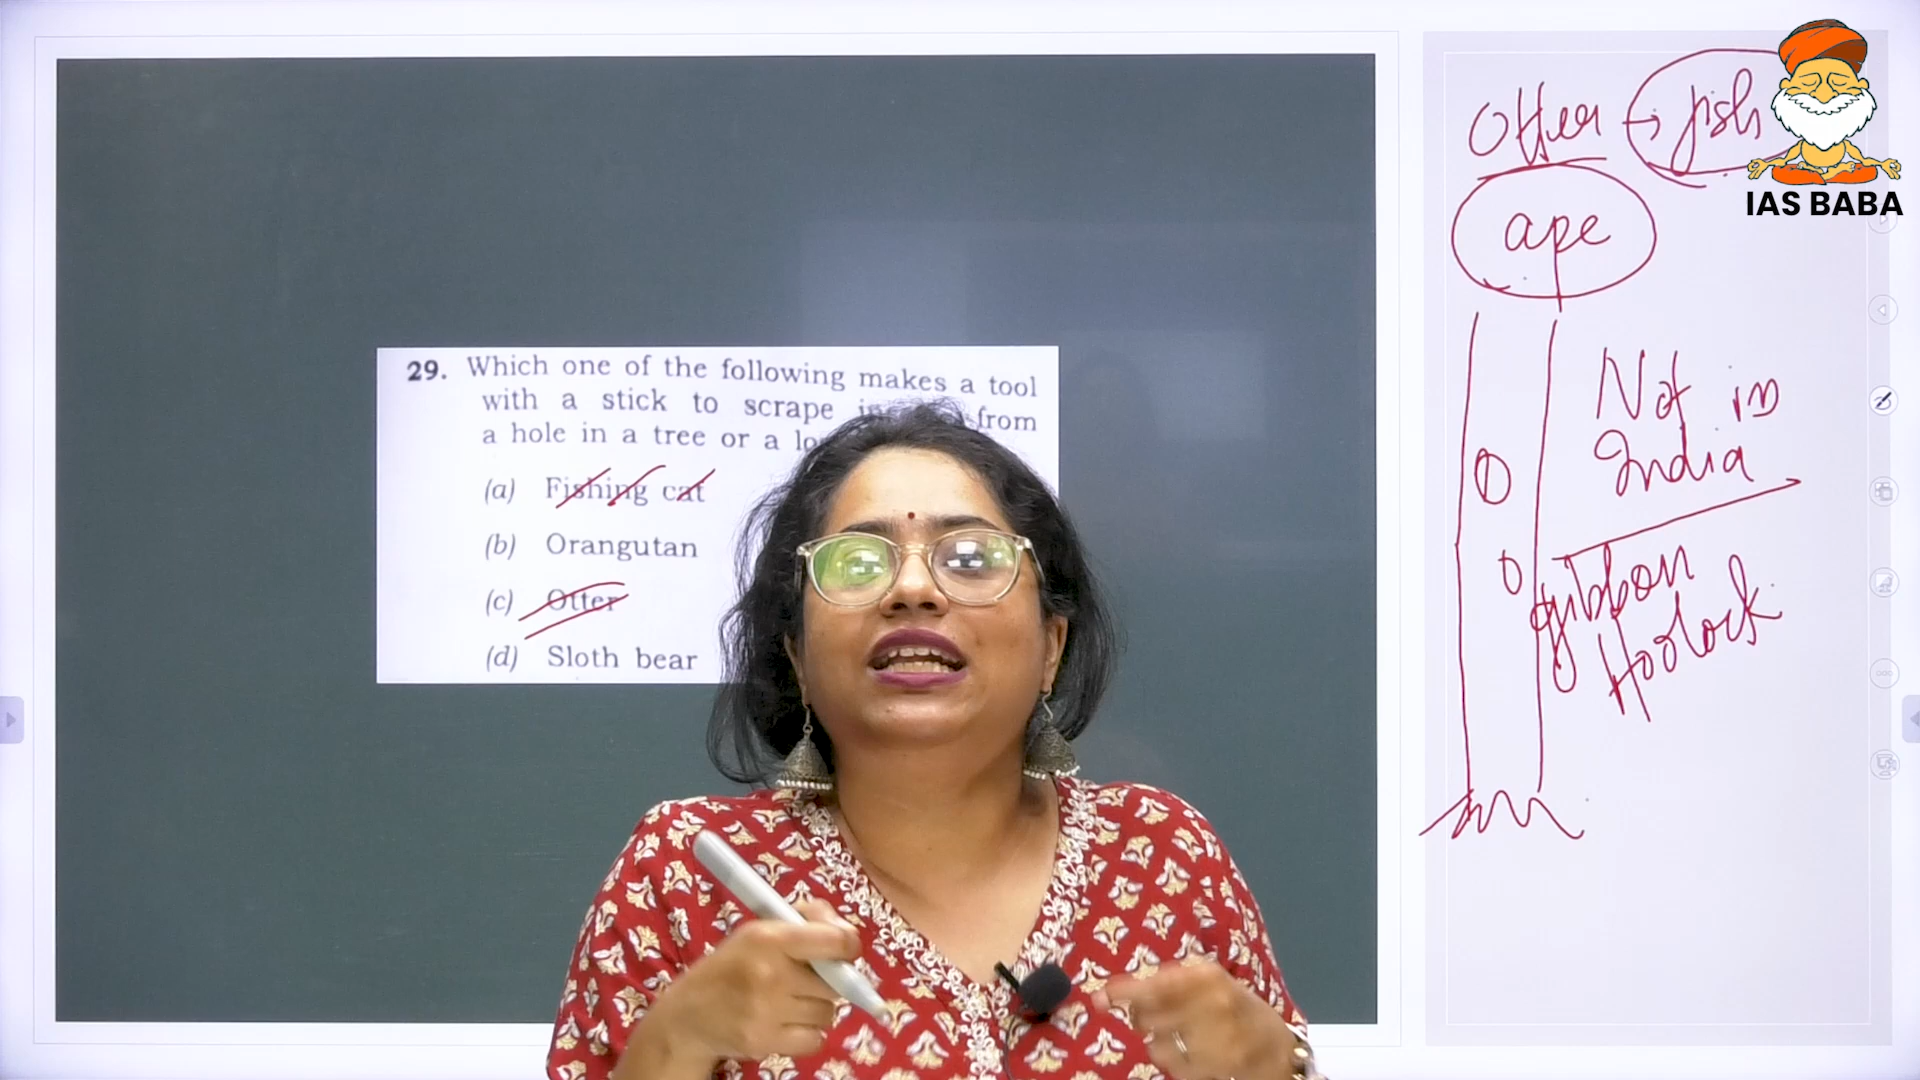 29. Which one of the following makes a tool
with a stick to scrape from
a hole in a tree or a
(a) Fishing cat
(b) Orangutan
(c) Otter
(d) Sloth bear
Otter → fish
ape
Not in
India
gibbon
Hoolock
IAS BABA